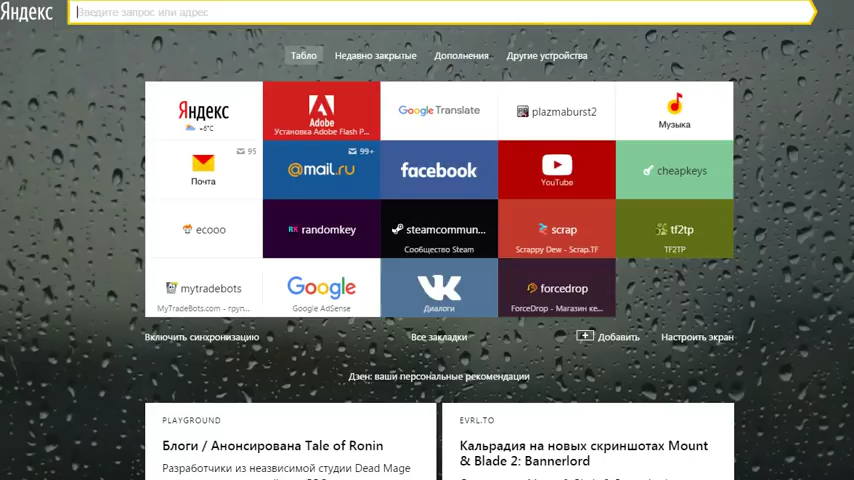 Яндекс
Введите запрос или адрес
Табло Недавно закрытые Дополнения Другие устройства
Яндекс
+6°C
Adobe
Установка Adobe Flash P...
Google Translate
plazmaburst2
Музыка
95
Почта
99+
@mail.ru
facebook
YouTube
cheapkeys
ecooo
RK randomkey
steamcommun...
Сообщество Steam
scrap
Scrappy Dew - Scrap.TF
tf2tp
TF2TP
mytradebots
MyTradeBots.com - груп...
Google
Google AdSense
Диалоги
forcedrop
ForceDrop - Магазин ке...
Включить синхронизацию Все закладки Добавить Настроить экран
Дзен: ваши персональные рекомендации
PLAYGROUND
Блоги / Анонсирована Tale of Ronin
Разработчики из независимой студии Dead Mage
EVRL.TO
Кальрадия на новых скриншотах Mount
& Blade 2: Bannerlord